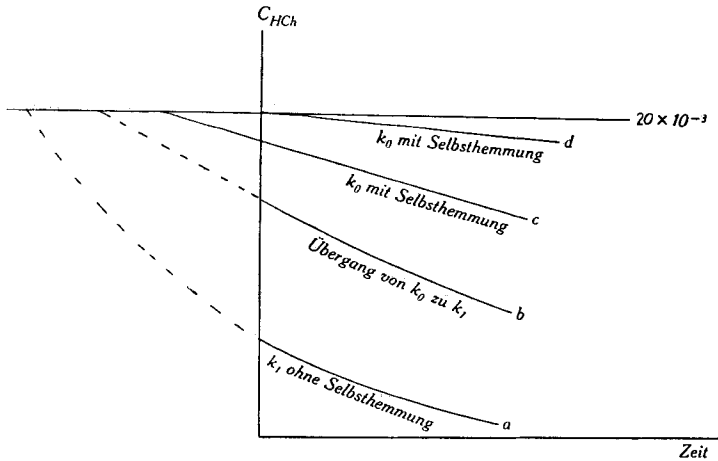 C_HCh
20 × 10⁻³
k₀ mit Selbsthemmung
d
k₀ mit Selbsthemmung
c
Übergang von k₀ zu k₁
b
k₁ ohne Selbsthemmung
a
Zeit